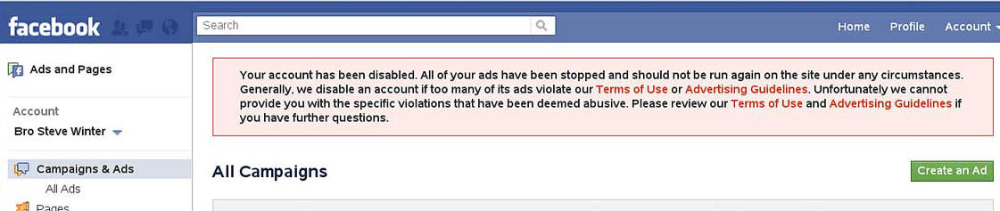 facebook
Search
Home Profile Account
Ads and Pages
Account
Bro Steve Winter
Campaigns & Ads
All Ads
Pages
Your account has been disabled. All of your ads have been stopped and should not be run again on the site under any circumstances.
Generally, we disable an account if too many of its ads violate our Terms of Use or Advertising Guidelines. Unfortunately we cannot
provide you with the specific violations that have been deemed abusive. Please review our Terms of Use and Advertising Guidelines if
you have further questions.
All Campaigns
Create an Ad